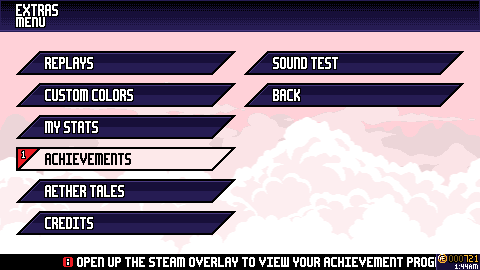 EXTRAS
MENU
REPLAYS
CUSTOM COLORS
MY STATS
1
ACHIEVEMENTS
AETHER TALES
CREDITS
SOUND TEST
BACK
OPEN UP THE STEAM OVERLAY TO VIEW YOUR ACHIEVEMENT PROG
000721
1:44AM